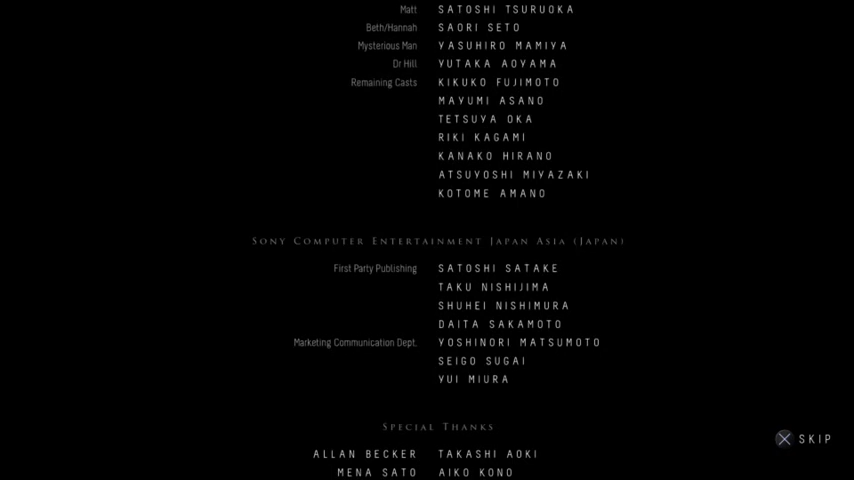 Matt SATOSHI TSURUOKA
Beth/Hannah SAORI SETO
Mysterious Man YASUHIRO MAMIYA
Dr Hill YUTAKA AOYAMA
Remaining Casts KIKUKO FUJIMOTO
MAYUMI ASANO
TETSUYA OKA
RIKI KAGAMI
KANAKO HIRANO
ATSUYOSHI MIYAZAKI
KOTOME AMANO
SONY COMPUTER ENTERTAINMENT JAPAN ASIA (JAPAN)
First Party Publishing SATOSHI SATAKE
TAKU NISHIJIMA
SHUHEI NISHIMURA
DAITA SAKAMOTO
Marketing Communication Dept. YOSHINORI MATSUMOTO
SEIGO SUGAI
YUI MIURA
SPECIAL THANKS
ALLAN BECKER TAKASHI AOKI
MENA SATO AIKO KONO
SKIP